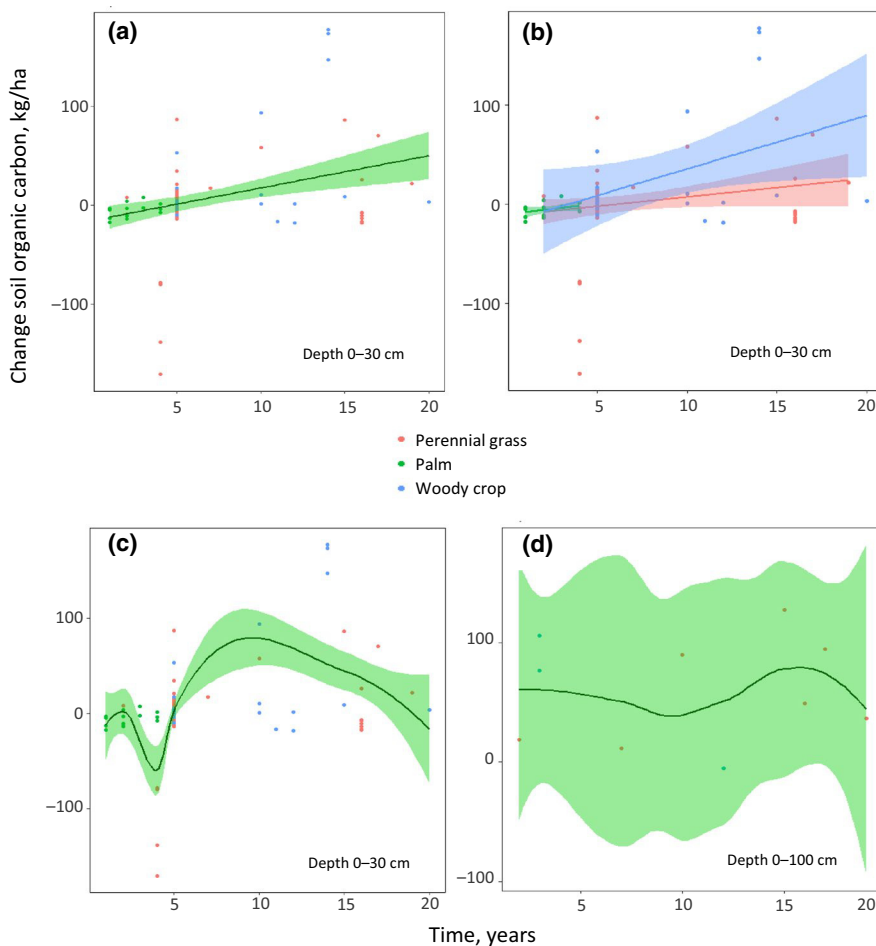 (a)
(b)
100
0
−100
Depth 0–30 cm
5
10
15
20
100
0
−100
Depth 0–30 cm
5
10
15
20
Change soil organic carbon, kg/ha
Perennial grass
Palm
Woody crop
(c)
(d)
100
0
−100
Depth 0–30 cm
5
10
15
20
100
0
−100
Depth 0–100 cm
5
10
15
20
Time, years